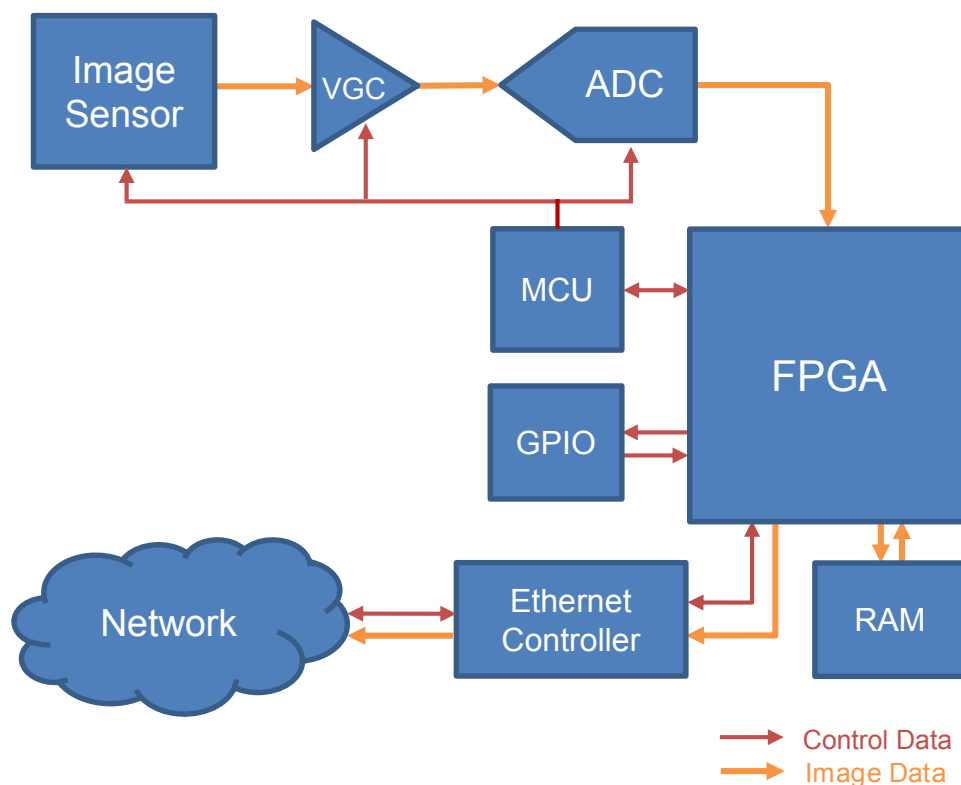 Image
Sensor
VGC
ADC
MCU
FPGA
GPIO
Ethernet
Controller
Network
RAM
Control Data
Image Data